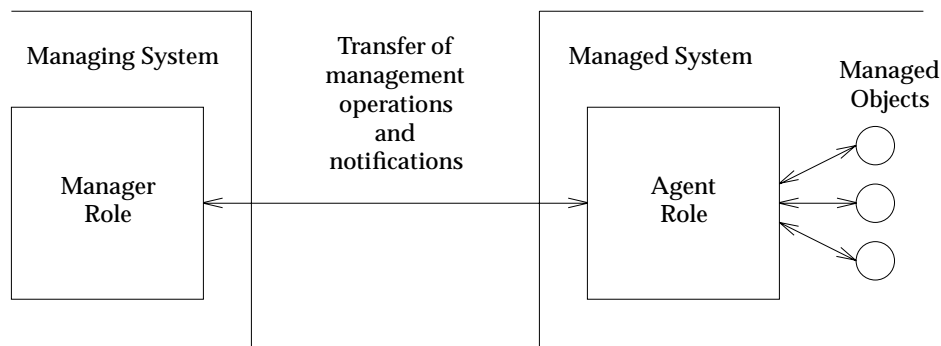 Managing System
Transfer of
management
operations
and
notifications
Managed System
Managed
Objects
Manager
Role
Agent
Role